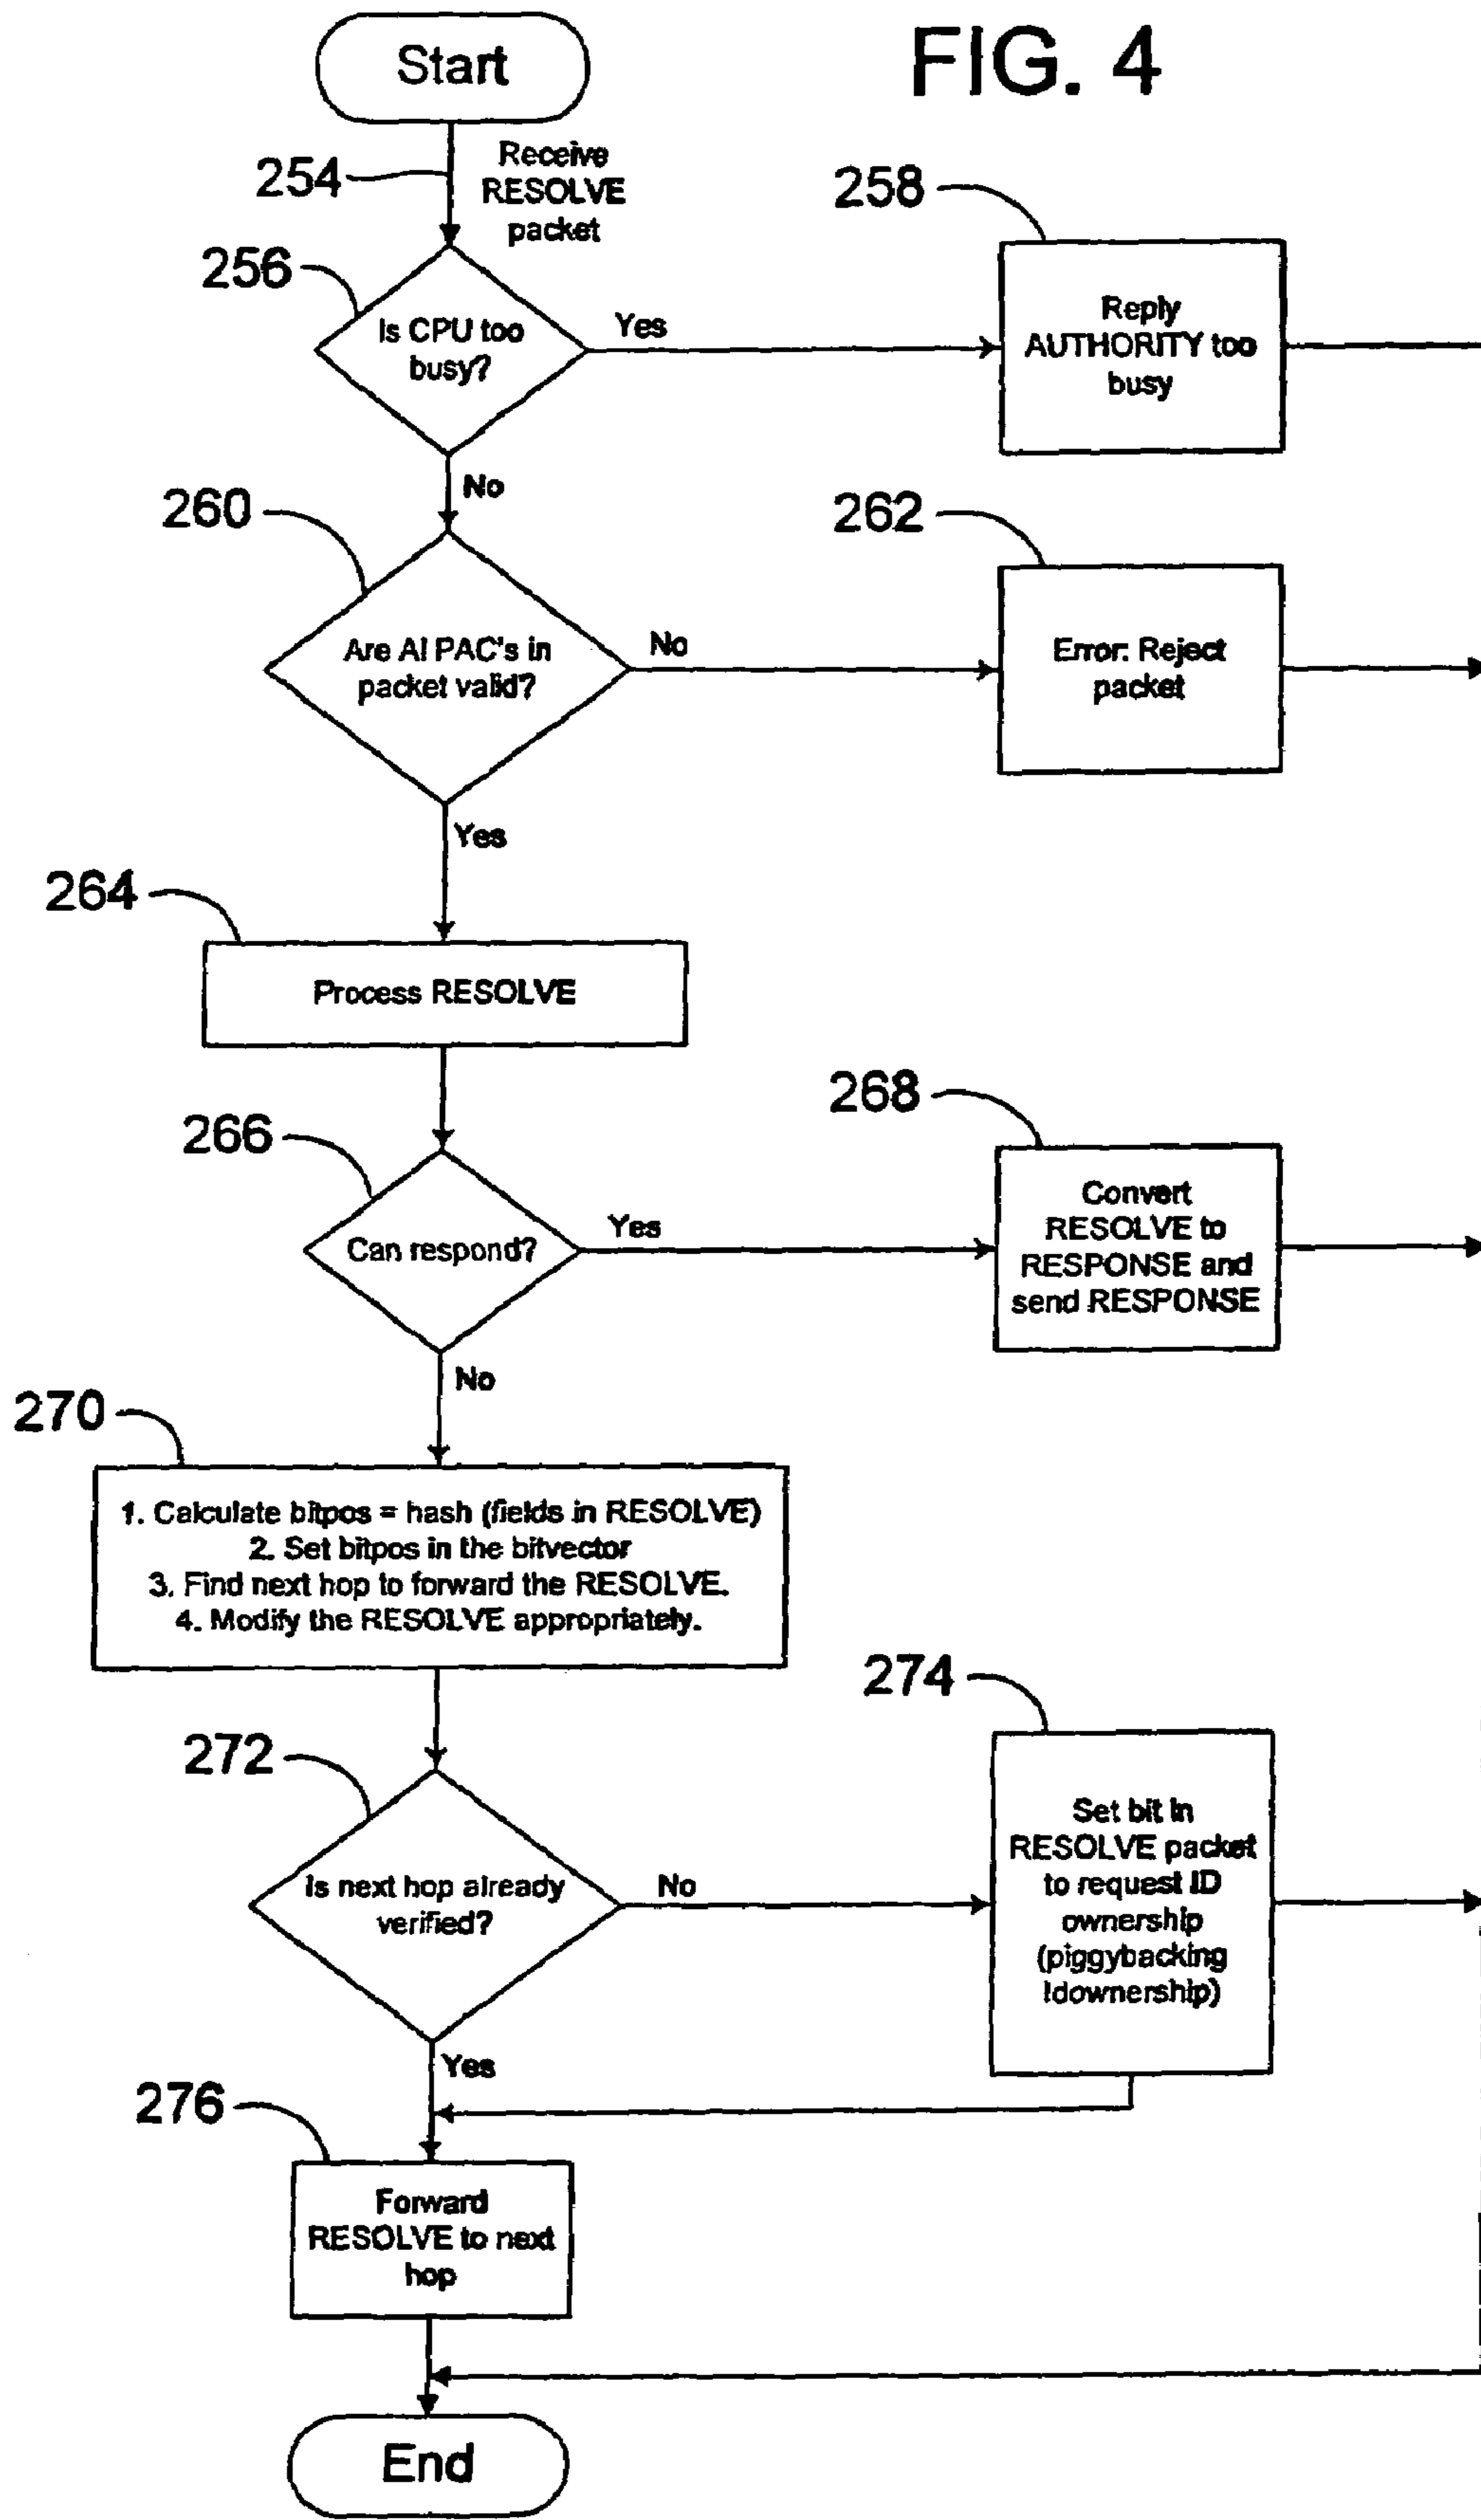 FIG. 4
Start
254
Receive
RESOLVE
packet
256
Is CPU too
busy?
Yes
258
Reply
AUTHORITY too
busy
No
260
Are AI PAC's in
packet valid?
No
262
Error: Reject
packet
Yes
264
Process RESOLVE
266
Can respond?
Yes
268
Convert
RESOLVE to
RESPONSE and
send RESPONSE
No
270
1. Calculate bitpos = hash (fields in RESOLVE)
2. Set bitpos in the bitvector
3. Find next hop to forward the RESOLVE.
4. Modify the RESOLVE appropriately.
272
Is next hop already
verified?
No
274
Set bit in
RESOLVE packet
to request ID
ownership
(piggybacking
Idownership)
Yes
276
Forward
RESOLVE to next
hop
End